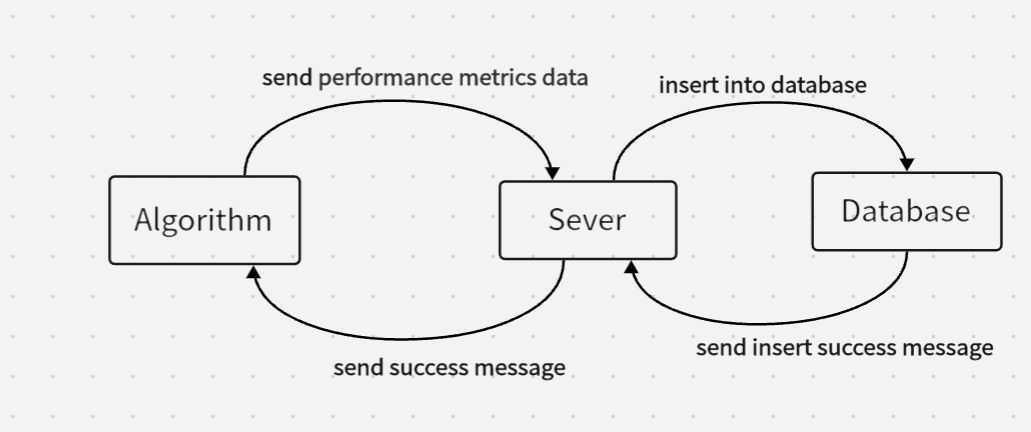 send performance metrics data
insert into database
Algorithm
Sever
Database
send insert success message
send success message